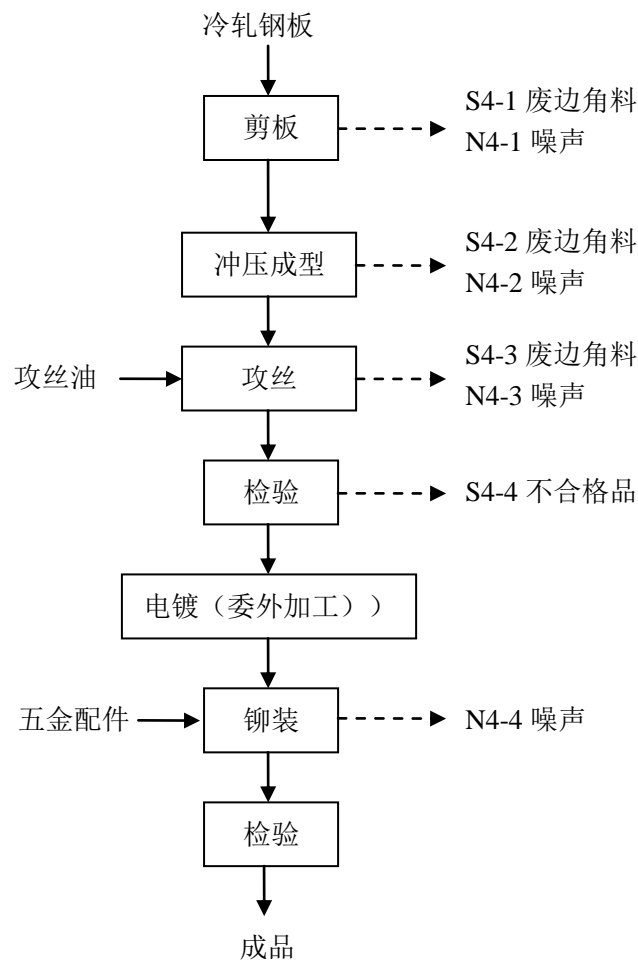 冷轧钢板
剪板
S4-1 废边角料
N4-1 噪声
冲压成型
S4-2 废边角料
N4-2 噪声
攻丝油
攻丝
S4-3 废边角料
N4-3 噪声
检验
S4-4 不合格品
电镀（委外加工））
五金配件
铆装
N4-4 噪声
检验
成品